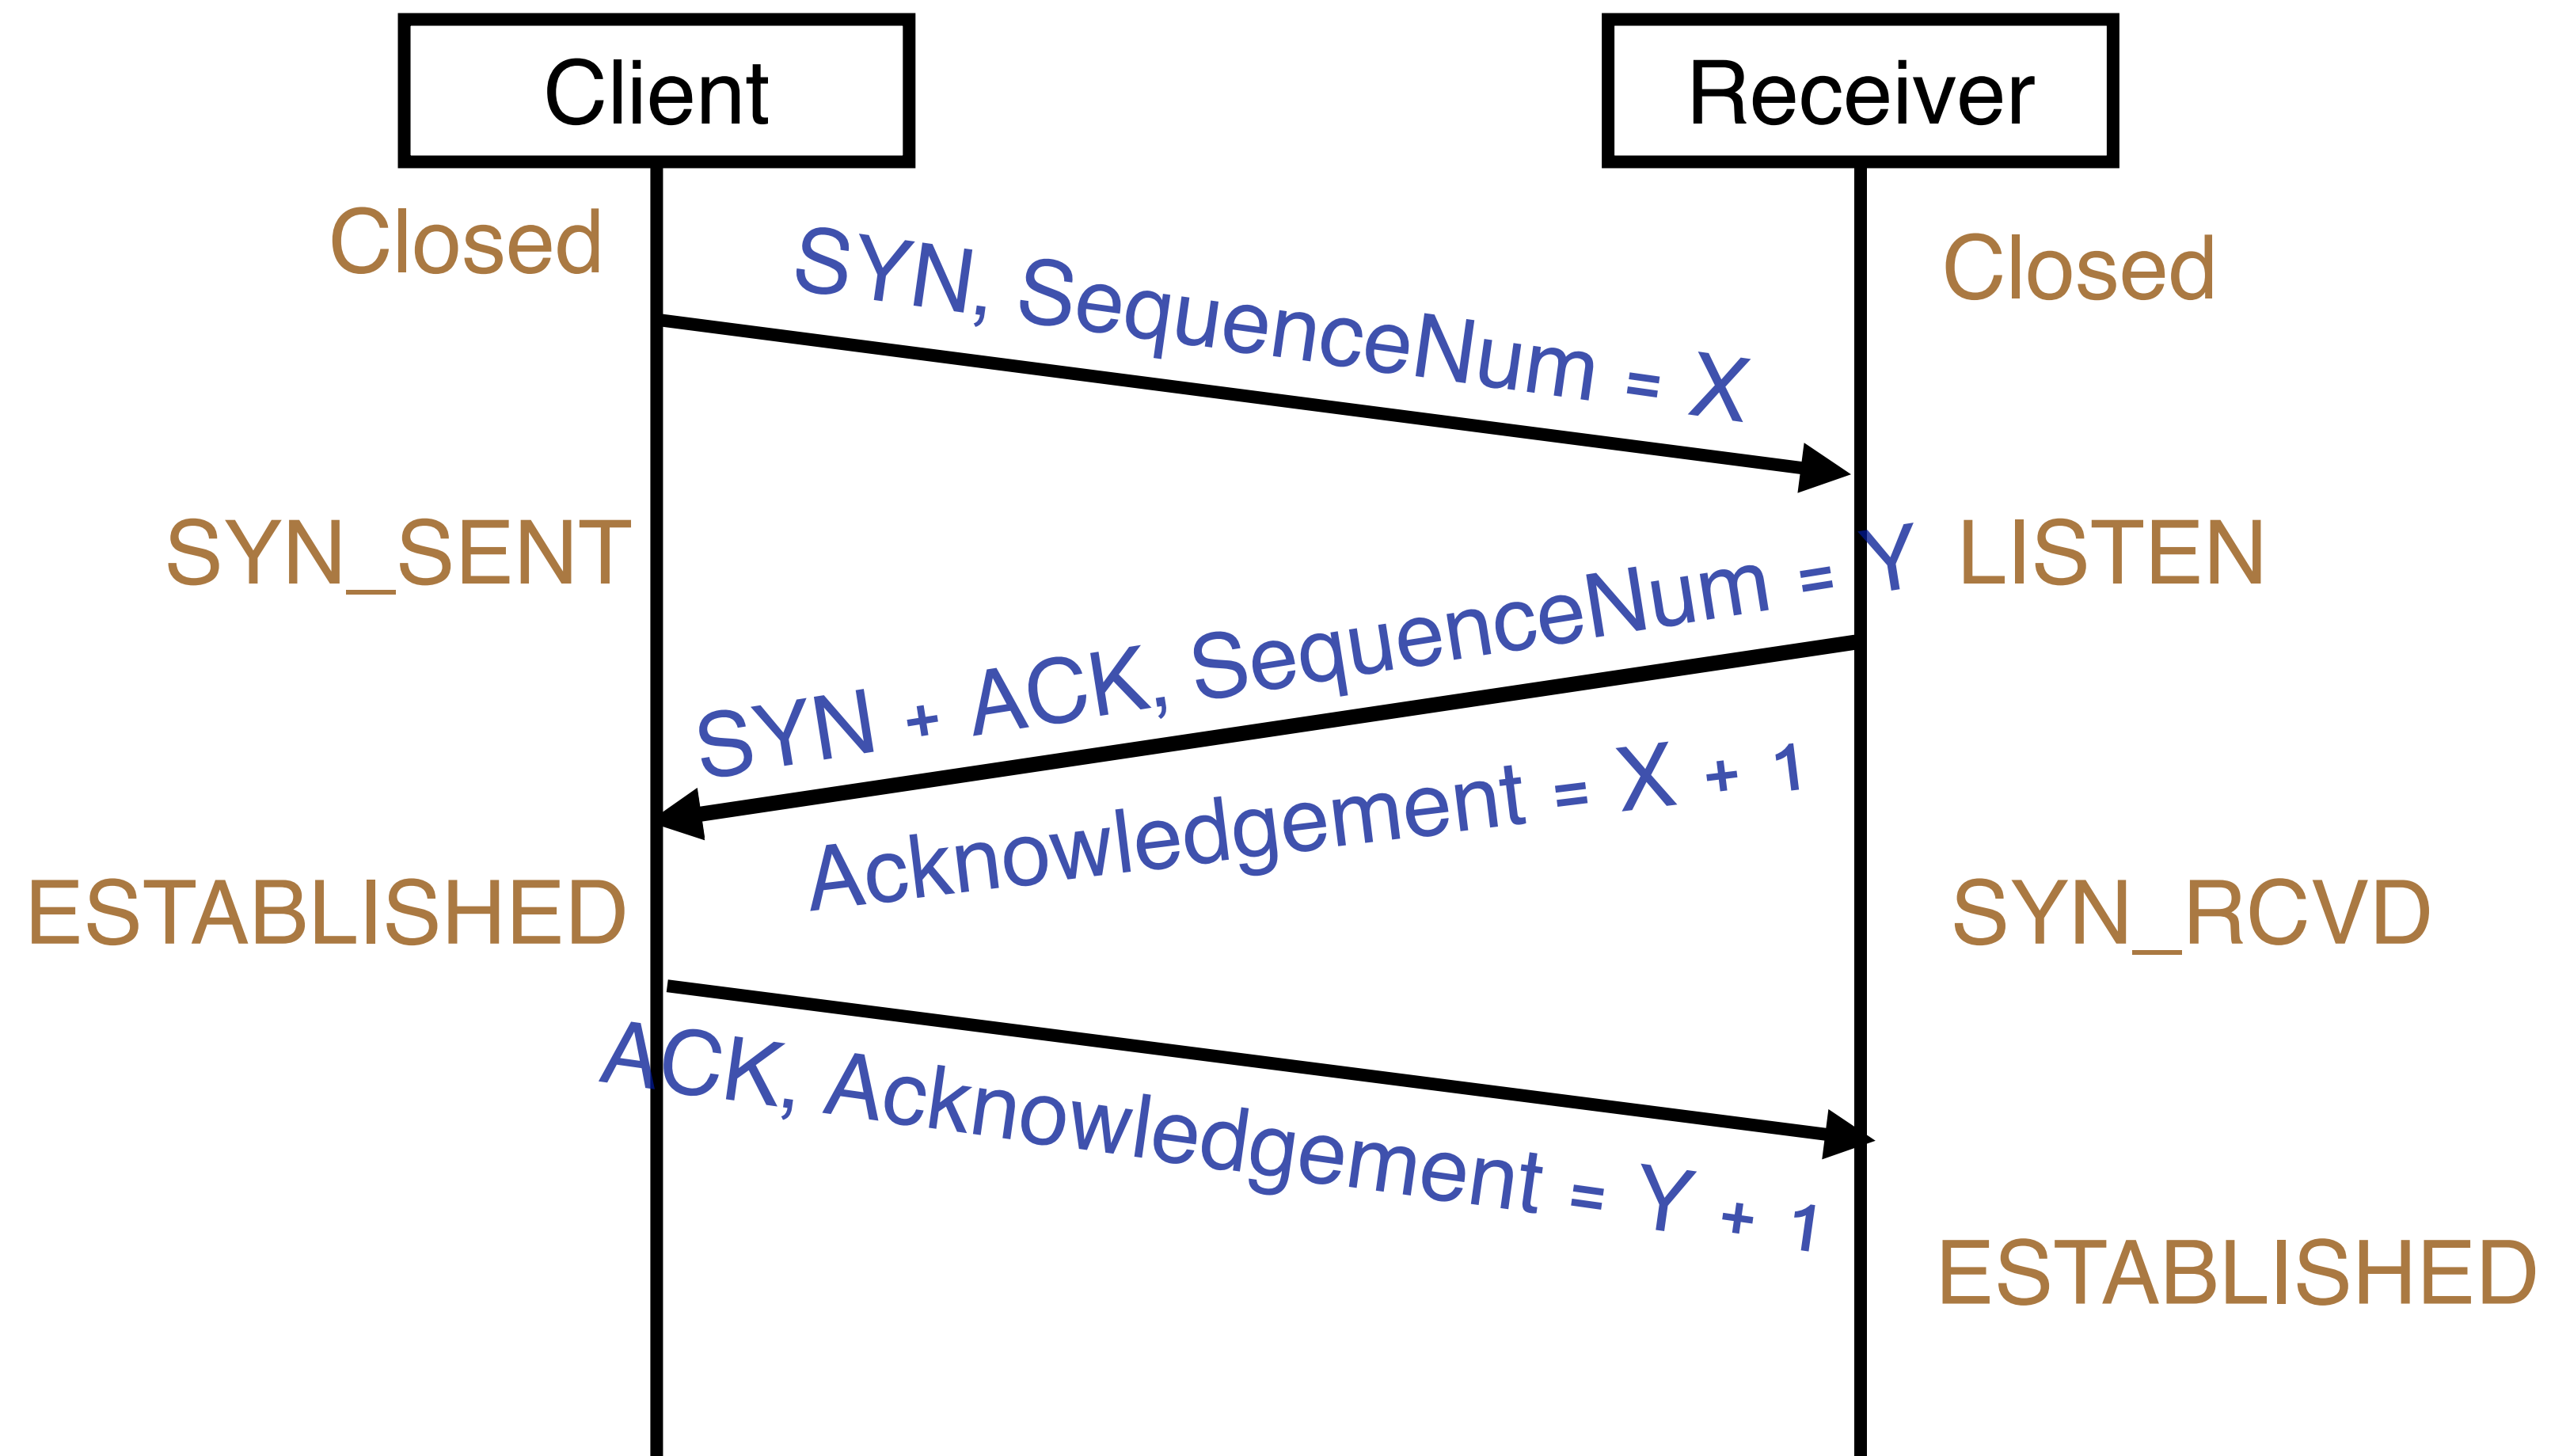 Client
Receiver
Closed
Closed
SYN, SequenceNum = X
SYN_SENT
LISTEN
SYN + ACK, SequenceNum = Y
Acknowledgement = X + 1
ESTABLISHED
SYN_RCVD
ACK, Acknowledgement = Y + 1
ESTABLISHED